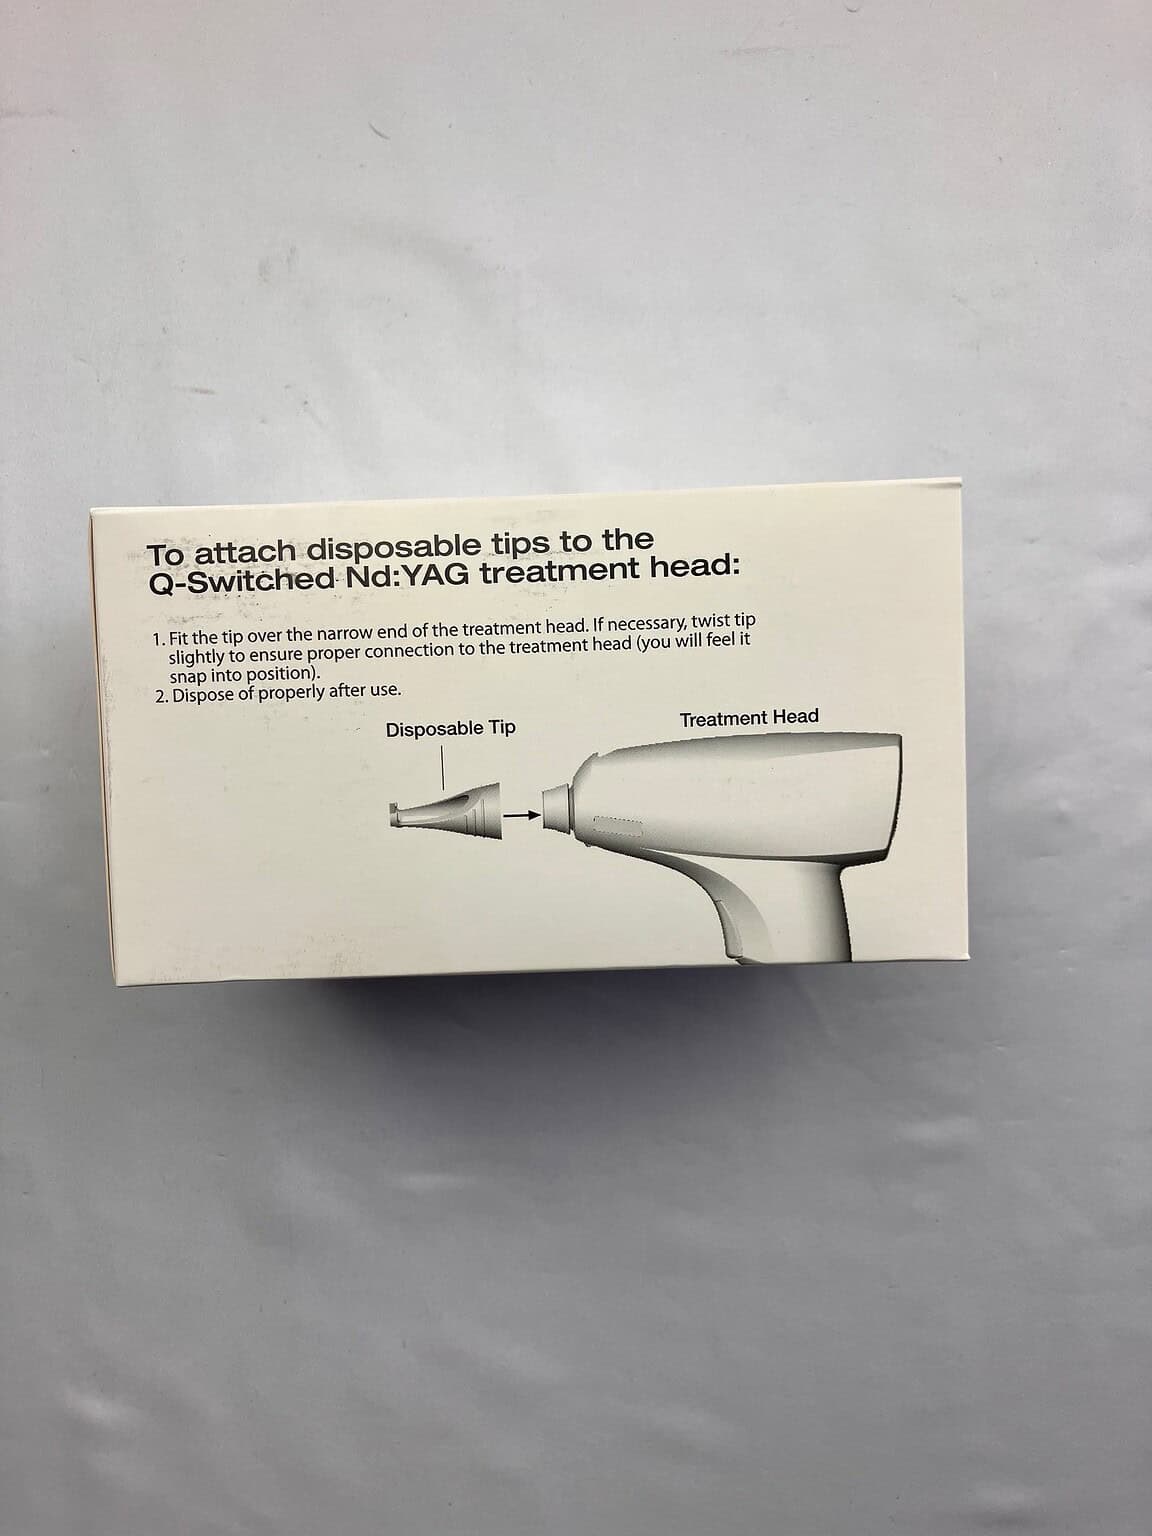 To attach disposable tips to the
Q-Switched Nd:YAG treatment head:
1. Fit the tip over the narrow end of the treatment head. If necessary, twist tip
slightly to ensure proper connection to the treatment head (you will feel it
snap into position).
2. Dispose of properly after use.
Disposable Tip
Treatment Head